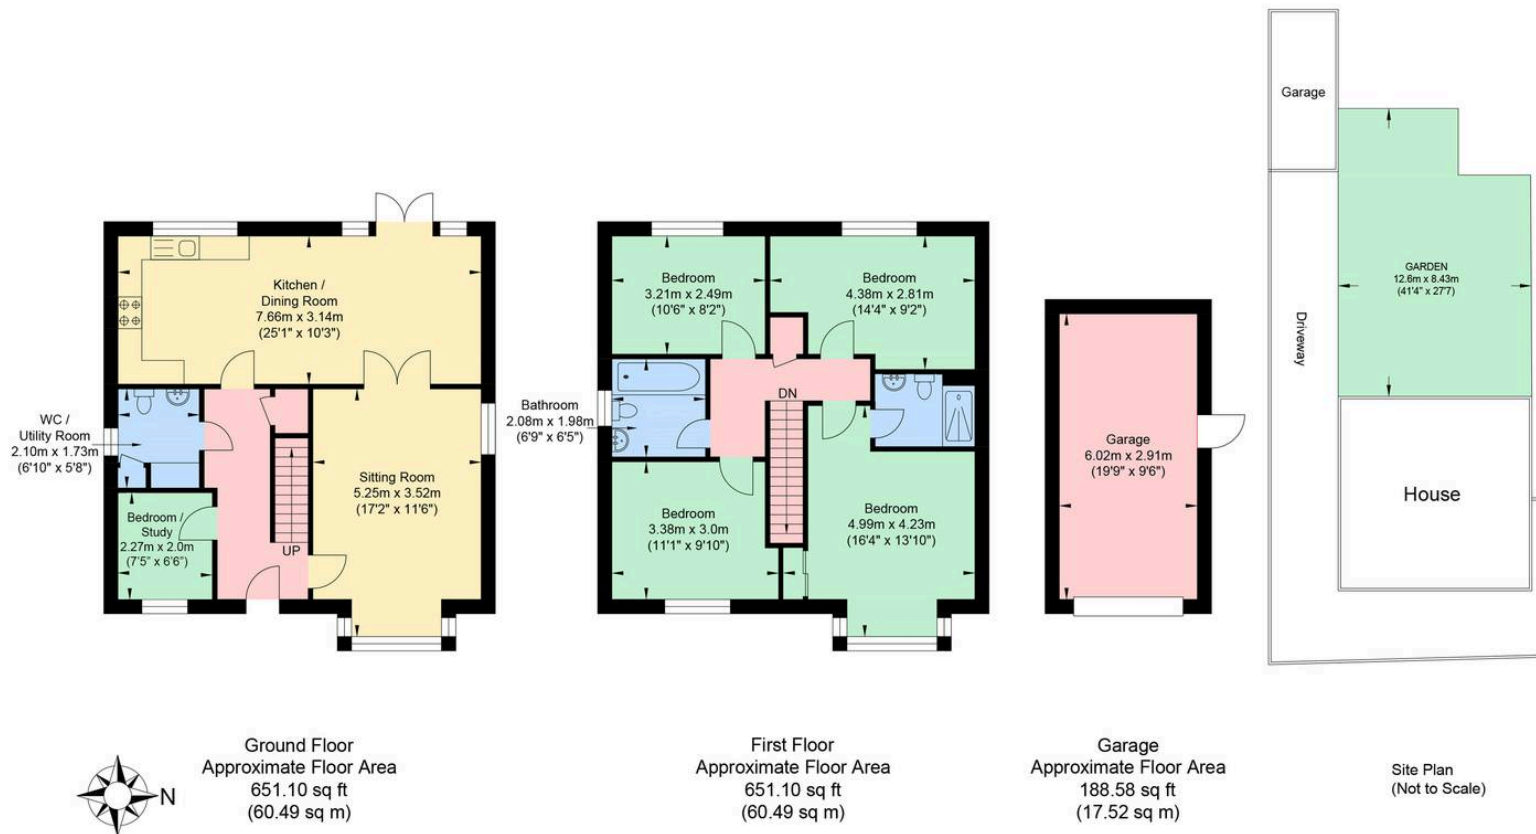 Kitchen /
Dining Room
7.66m x 3.14m
(25'1" x 10'3")
WC /
Utility Room
2.10m x 1.73m
(6'10" x 5'8")
Bedroom /
Study
2.27m x 2.0m
(7'5" x 6'6")
UP
Sitting Room
5.25m x 3.52m
(17'2" x 11'6")
Bedroom
3.21m x 2.49m
(10'6" x 8'2")
Bedroom
4.38m x 2.81m
(14'4" x 9'2")
Bathroom
2.08m x 1.98m
(6'9" x 6'5")
DN
Bedroom
3.38m x 3.0m
(11'1" x 9'10")
Bedroom
4.99m x 4.23m
(16'4" x 13'10")
Garage
6.02m x 2.91m
(19'9" x 9'6")
Garage
GARDEN
12.6m x 8.43m
(41'4" x 27'7)
Driveway
House
N
Ground Floor
Approximate Floor Area
651.10 sq ft
(60.49 sq m)
First Floor
Approximate Floor Area
651.10 sq ft
(60.49 sq m)
Garage
Approximate Floor Area
188.58 sq ft
(17.52 sq m)
Site Plan
(Not to Scale)